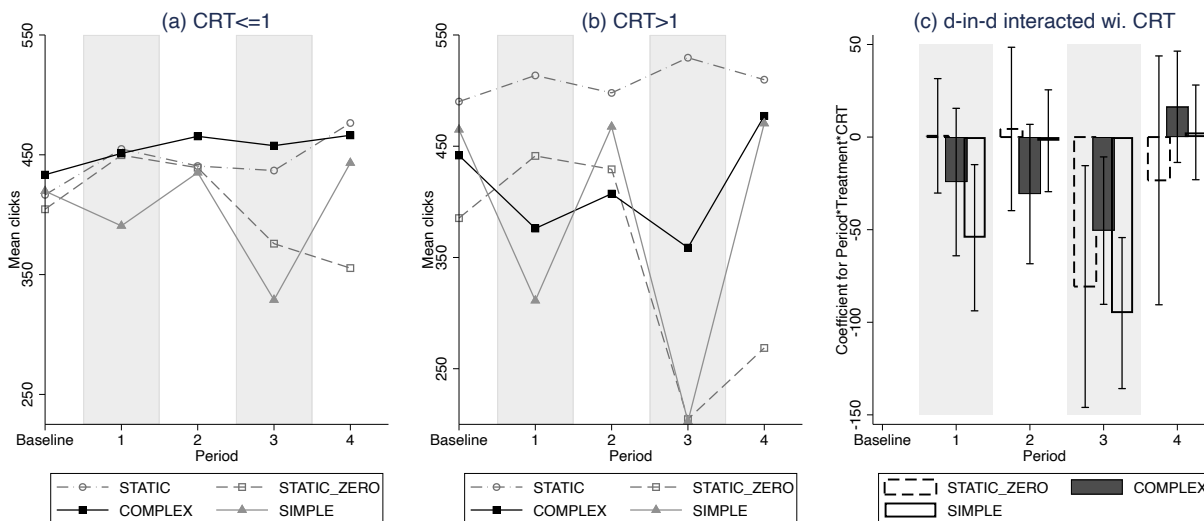 (a) CRT<=1
Mean clicks
550
450
350
250
Baseline 1 2 3 4
Period
STATIC STATIC_ZERO
COMPLEX SIMPLE
(b) CRT>1
Mean clicks
550
450
350
250
Baseline 1 2 3 4
Period
STATIC STATIC_ZERO
COMPLEX SIMPLE
(c) d-in-d interacted wi. CRT
Coefficient for Period*Treatment*CRT
50
0
-50
-100
-150
Baseline 1 2 3 4
Period
STATIC_ZERO COMPLEX
SIMPLE